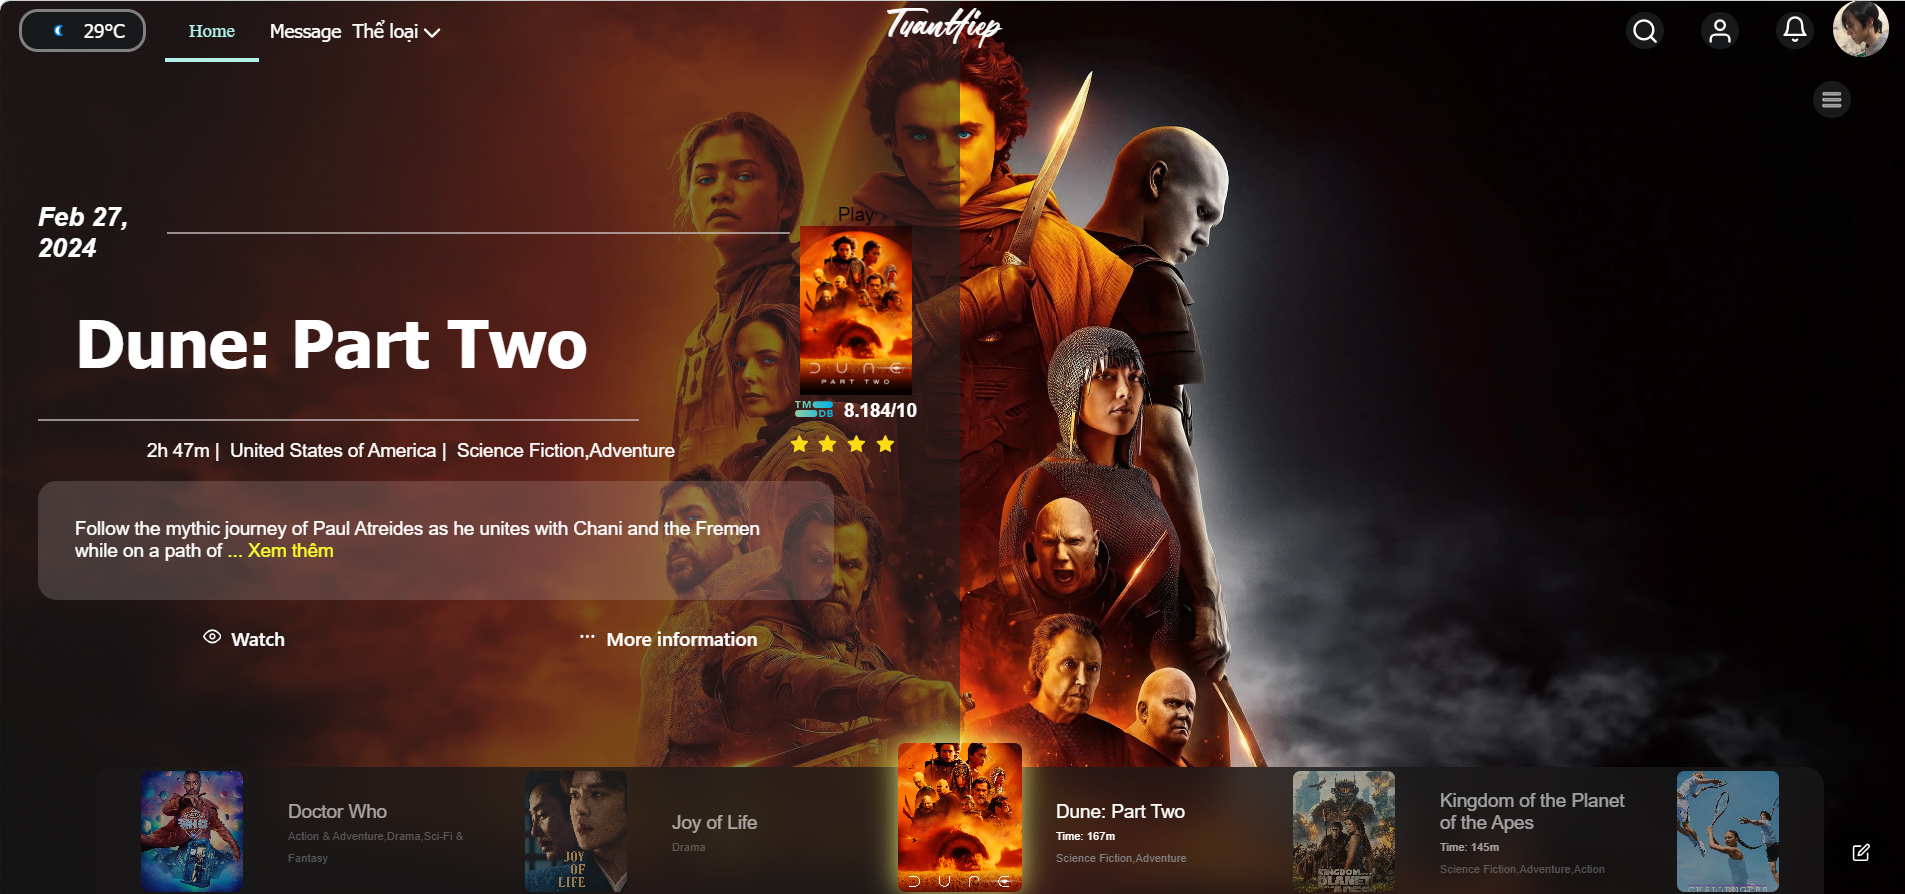 29°C
Home
Message
Thể loại
TuanHiep
Feb 27,
2024
Play
DUNE
PART TWO
Dune: Part Two
TM
DB
8.184/10
2h 47m | United States of America | Science Fiction,Adventure
Follow the mythic journey of Paul Atreides as he unites with Chani and the Fremen
while on a path of ... Xem thêm
Watch
··· More information
Doctor Who
Action & Adventure,Drama,Sci-Fi &
Fantasy
JOY
OF
LIFE
Joy of Life
Drama
DUNE
Dune: Part Two
Time: 167m
Science Fiction,Adventure
KINGDOM
PLANET
Kingdom of the Planet
of the Apes
Time: 145m
Science Fiction,Adventure,Action
CHALLENGERS